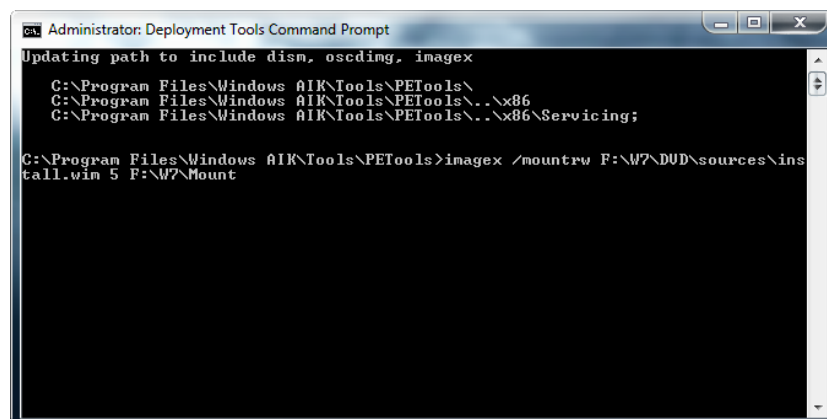 Administrator: Deployment Tools Command Prompt
Updating path to include dism, oscdimg, imagex
C:\Program Files\Windows AIK\Tools\PETools\
C:\Program Files\Windows AIK\Tools\PETools\..\x86
C:\Program Files\Windows AIK\Tools\PETools\..\x86\Servicing;
C:\Program Files\Windows AIK\Tools\PETools>imagex /mountrw F:\W7\DVD\sources\ins
tall.wim 5 F:\W7\Mount